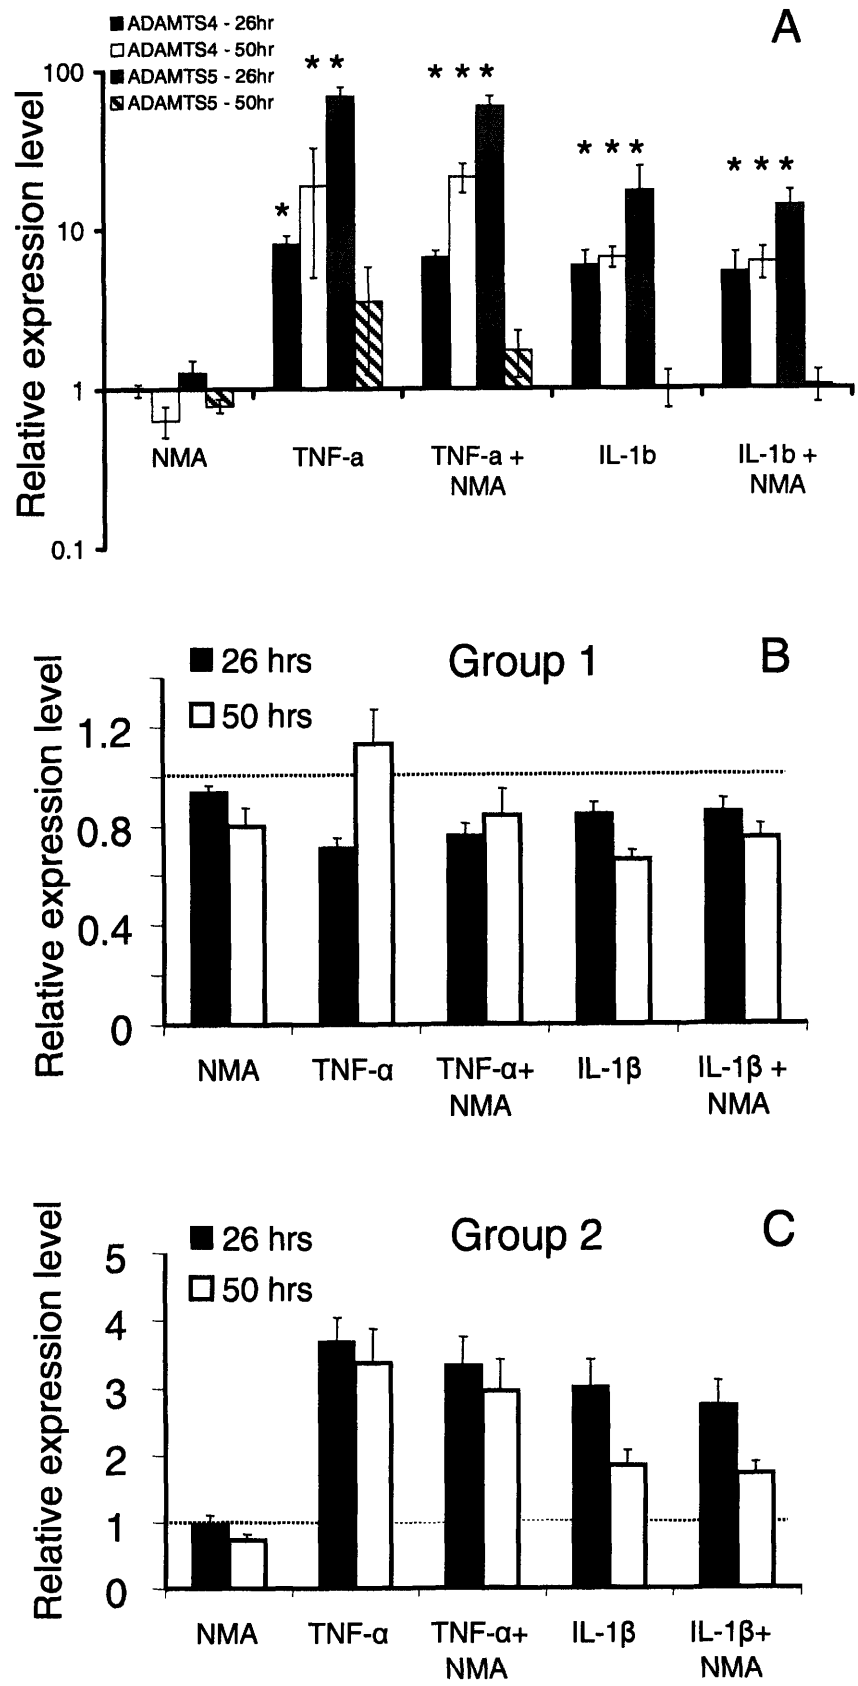 ADAMTS4 - 26hr
ADAMTS4 - 50hr
ADAMTS5 - 26hr
ADAMTS5 - 50hr
A
Relative expression level
100
10
1
0.1
* * *
* * *
* * *
* * *
NMA
TNF-a
TNF-a +
NMA
IL-1b
IL-1b +
NMA
26 hrs
50 hrs
Group 1
B
Relative expression level
1.2
0.8
0.4
0
NMA
TNF-α
TNF-α+
NMA
IL-1β
IL-1β +
NMA
26 hrs
50 hrs
Group 2
C
Relative expression level
5
4
3
2
1
0
NMA
TNF-α
TNF-α+
NMA
IL-1β
IL-1β+
NMA